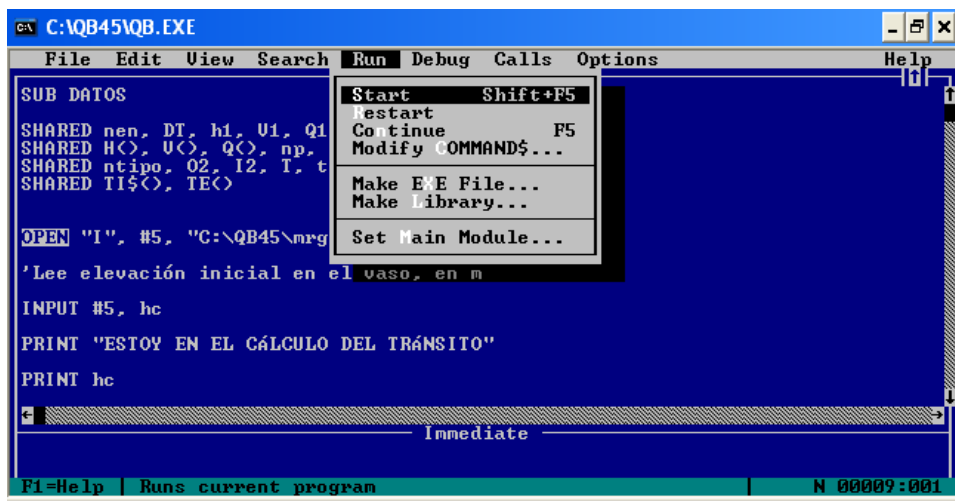 C:\QB45\QB.EXE
File Edit View Search Run Debug Calls Options Help
SUB DATOS
SHARED nen, DT, h1, V1, Q1
SHARED H(), V(), Q(), np,
SHARED ntipo, O2, I2, T, t
SHARED TI$(), TE()
OPEN "I", #5, "C:\QB45\mrg
'Lee elevación inicial en el vaso, en m
INPUT #5, hc
PRINT "ESTOY EN EL CáLCULO DEL TRáNSITO"
PRINT hc
Start Shift+F5
Restart
Continue F5
Modify COMMAND$...
Make EXE File...
Make Library...
Set Main Module...
Immediate
F1=Help | Runs current program N 00009:001